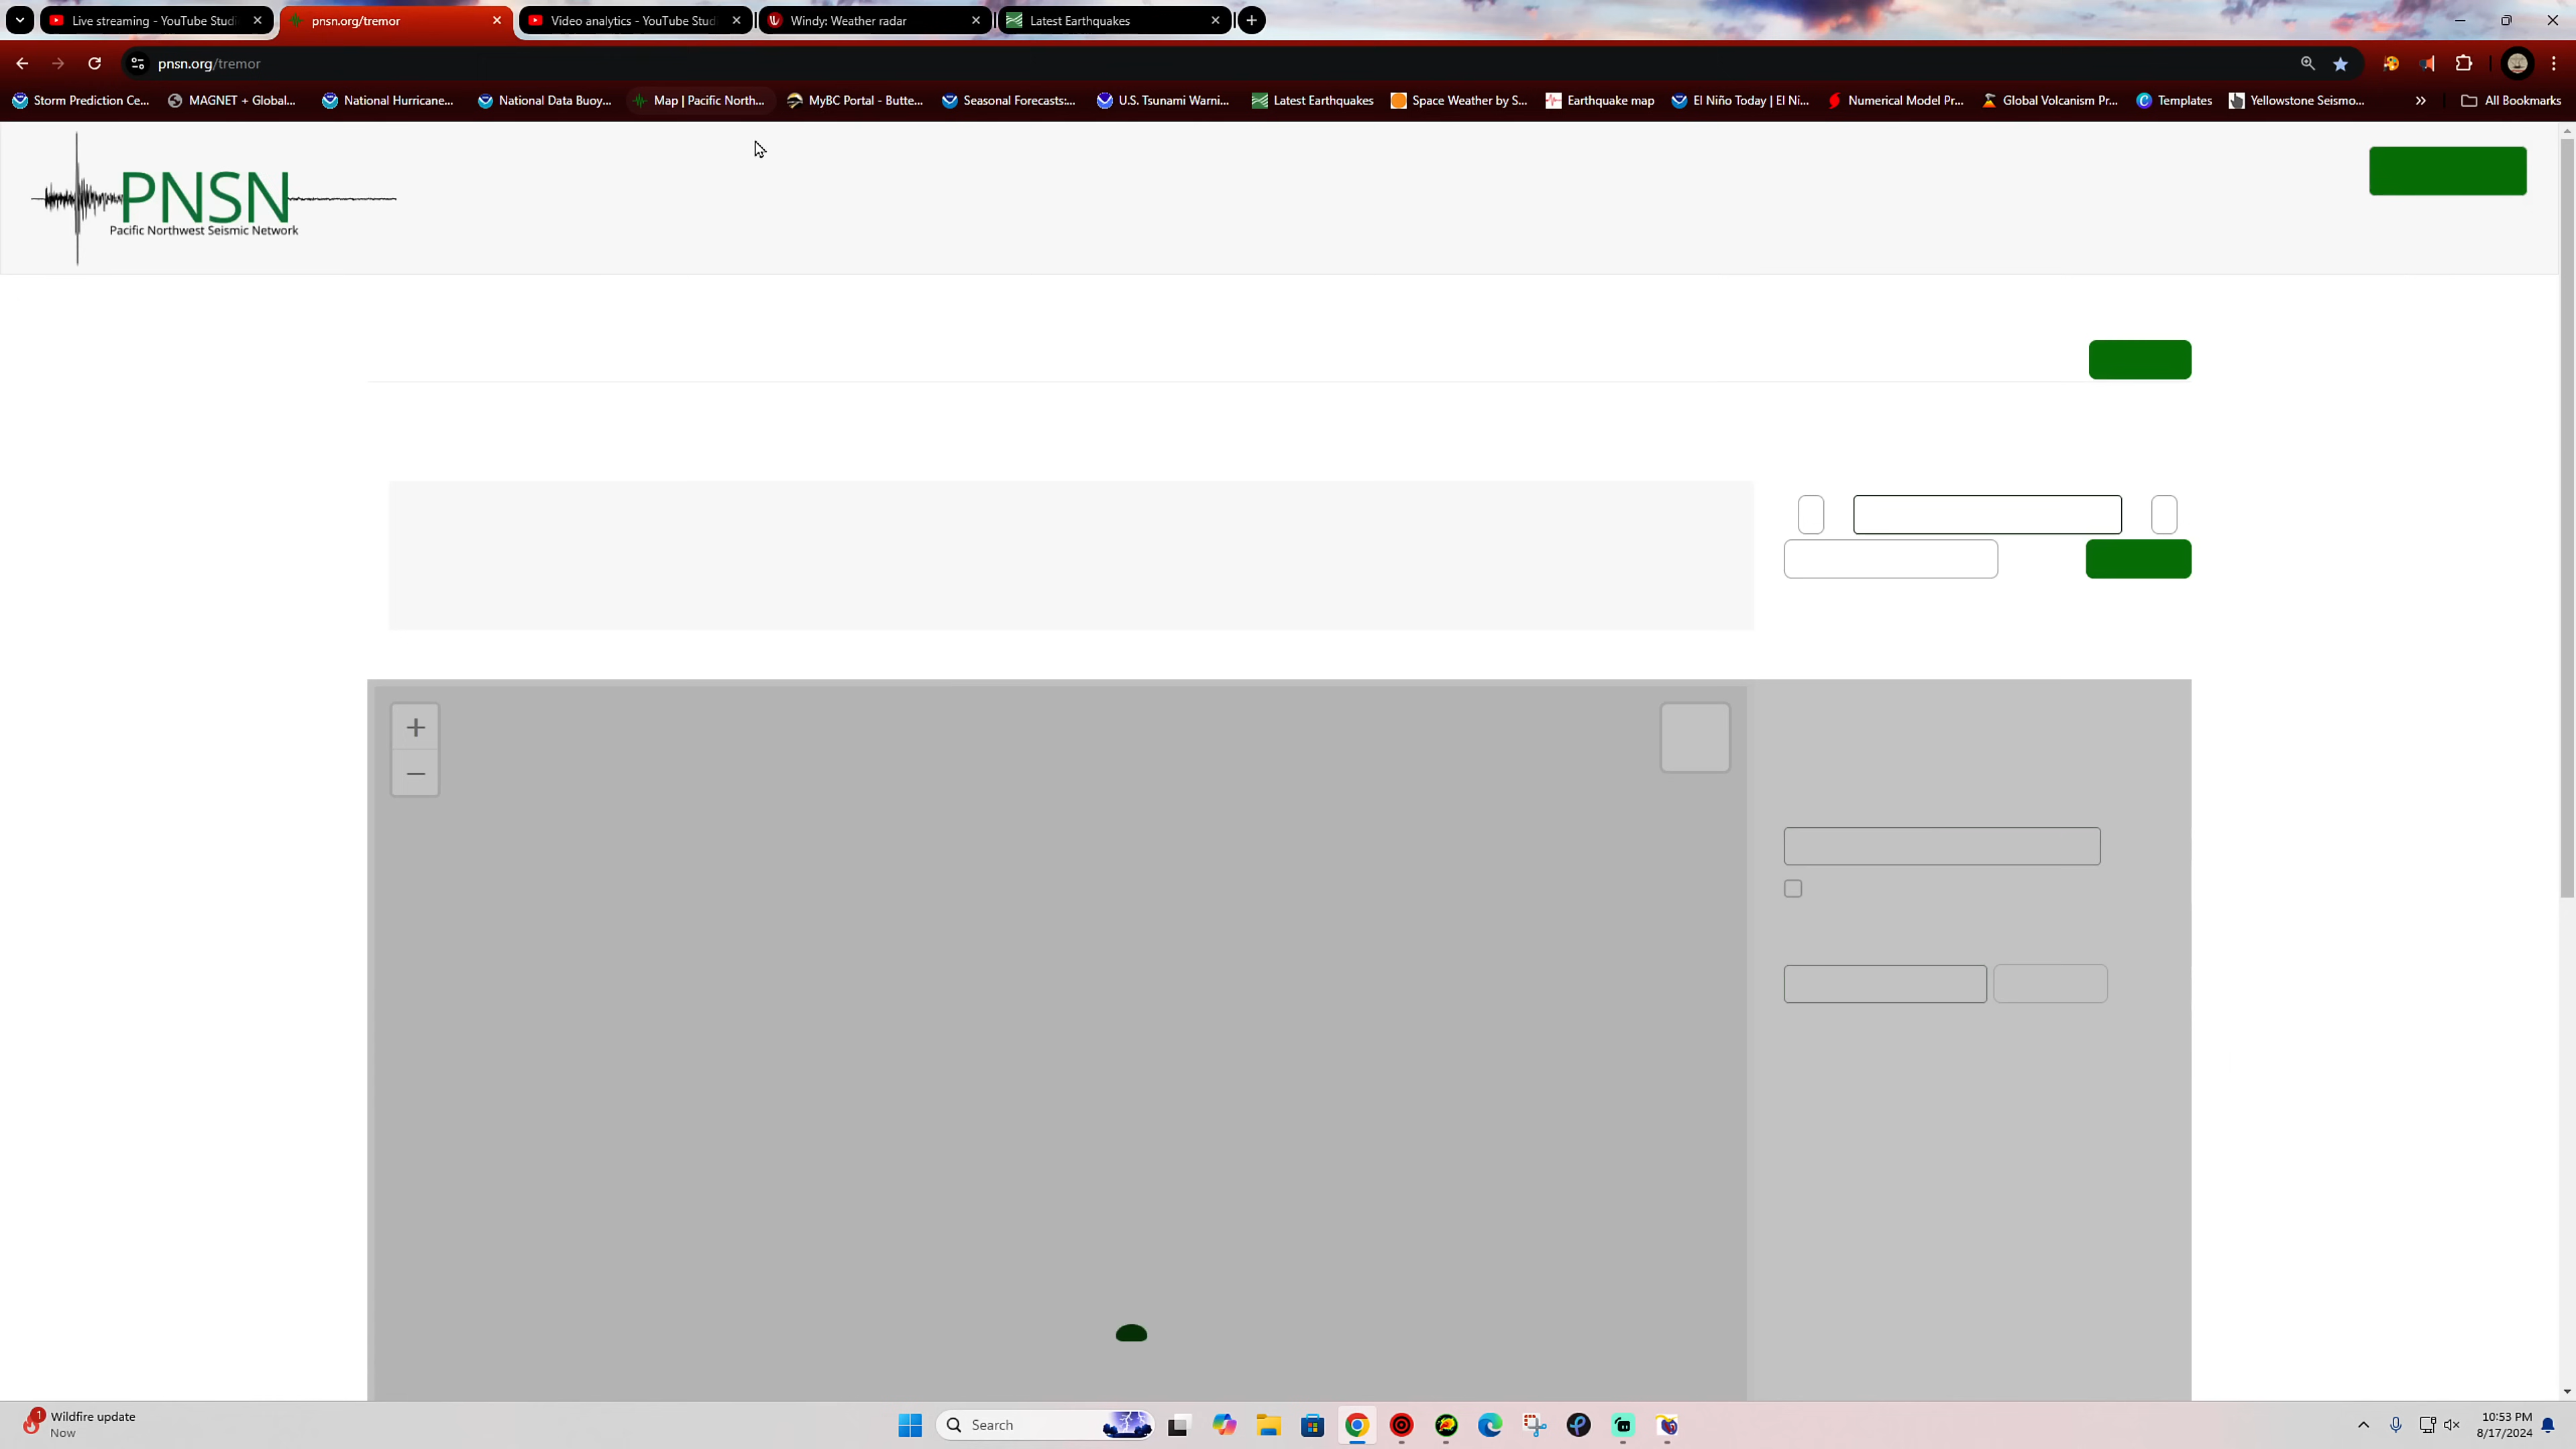 Live streaming - YouTube Studi
pnsn.org/tremor
Video analytics - YouTube Studi
Windy: Weather radar
Latest Earthquakes
pnsn.org/tremor
Storm Prediction Ce...
MAGNET + Global...
National Hurricane...
National Data Buoy...
Map | Pacific North...
MyBC Portal - Butte...
Seasonal Forecasts:...
U.S. Tsunami Warni...
Latest Earthquakes
Space Weather by S...
Earthquake map
El Niño Today | El Ni...
Numerical Model Pr...
Global Volcanism Pr...
Templates
Yellowstone Seismo...
All Bookmarks
PNSN
Pacific Northwest Seismic Network
+
−
1
Wildfire update
Now
Search
10:53 PM
8/17/2024